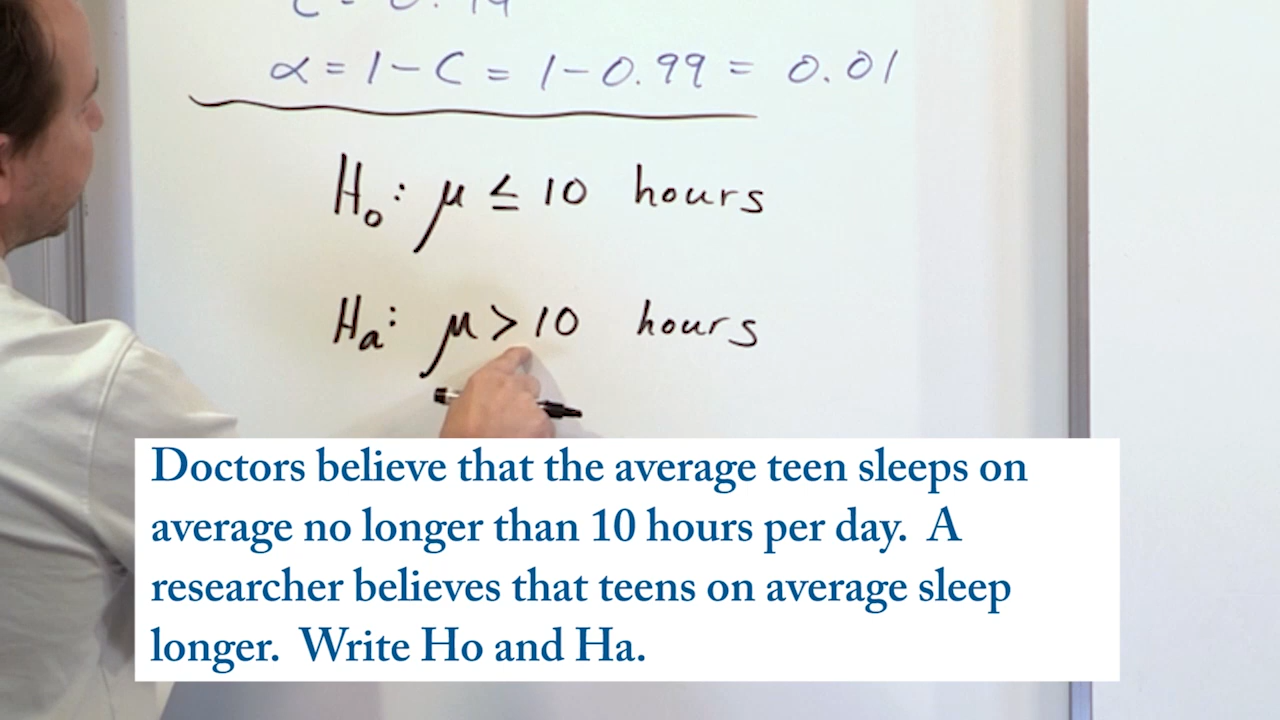 α = 1 - C = 1 - 0.99 = 0.01
H₀: μ ≤ 10 hours
Hₐ: μ > 10 hours
Doctors believe that the average teen sleeps on
average no longer than 10 hours per day. A
researcher believes that teens on average sleep
longer. Write Ho and Ha.